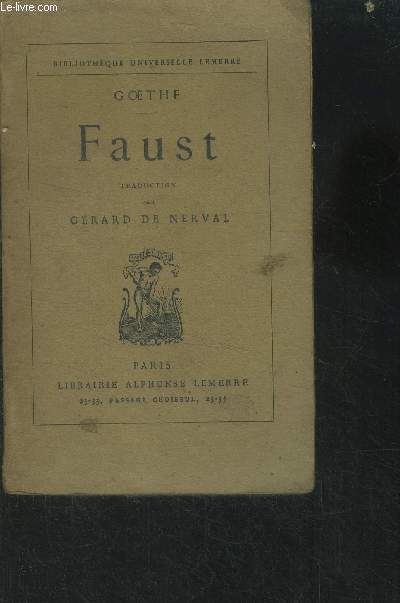 Le-livre.com
BIBLIOTHÈQUE UNIVERSELLE LEMERRE
GŒTHE
Faust
TRADUCTION
PAR
GÉRARD DE NERVAL
PARIS
LIBRAIRIE ALPHONSE LEMERRE
23-33, PASSAGE CHOISEUL, 23-33